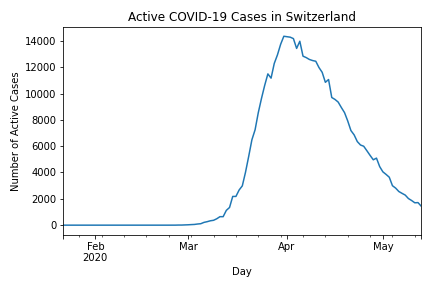 Active COVID-19 Cases in Switzerland
14000
12000
10000
8000
6000
4000
2000
0
Number of Active Cases
Feb Mar Apr May
2020
Day